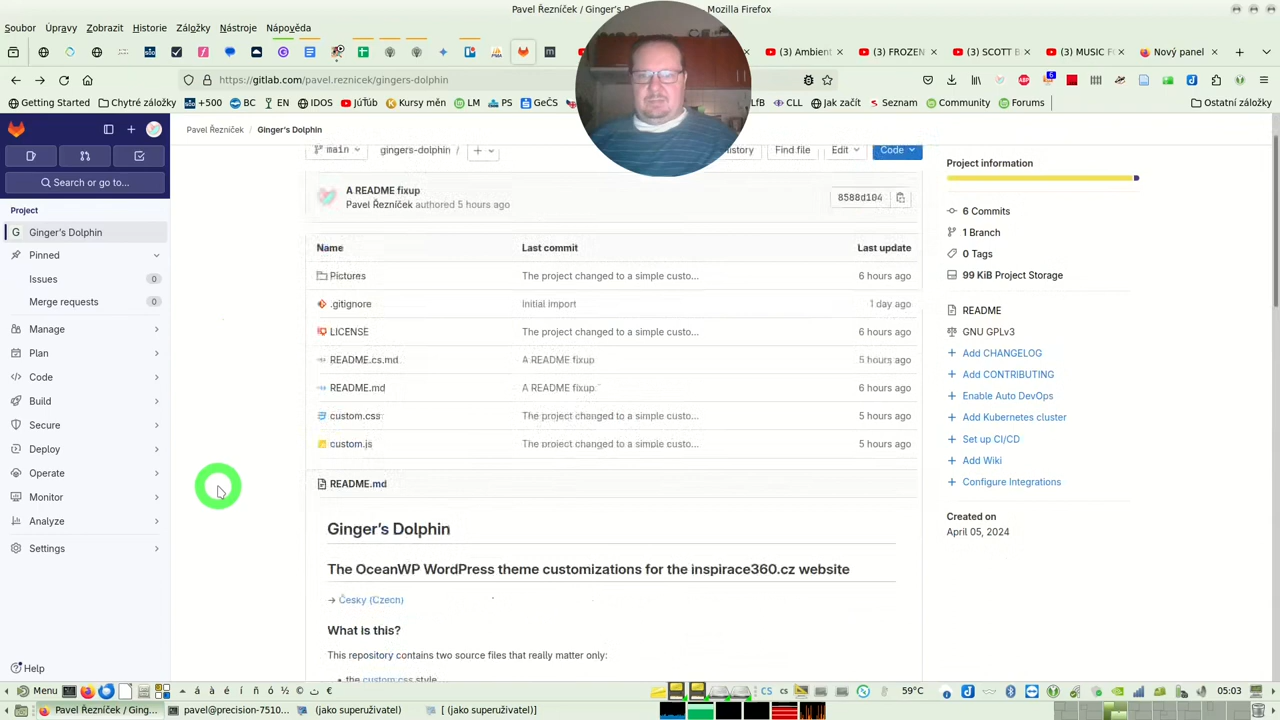 Pavel Řezníček / Ginger's D
Mozilla Firefox
Soubor Úpravy Zobrazit Historie Záložky Nástroje Nápověda
(3) Ambient
(3) FROZEN
(3) SCOTT B
(3) MUSIC F
Nový panel
https://gitlab.com/pavel.reznicek/gingers-dolphin
6
Getting Started Chytré záložky +500 BC EN IDOS JúŤůb Kursy měn LM PS GeČS
LfB CLL Jak začít Seznam Community Forums Ostatní záložky
Pavel Řezníček / Ginger's Dolphin
main gingers-dolphin /
istory Find file Edit Code
Search or go to...
Project
G Ginger's Dolphin
Pinned
Issues 0
Merge requests 0
Manage
Plan
Code
Build
Secure
Deploy
Operate
Monitor
Analyze
Settings
Help
A README fixup
Pavel Řezníček authored 5 hours ago
8588d104
Name Last commit Last update
Pictures The project changed to a simple custo... 6 hours ago
.gitignore Initial import 1 day ago
LICENSE The project changed to a simple custo... 6 hours ago
README.cs.md A README fixup 5 hours ago
README.md A README fixup 6 hours ago
custom.css The project changed to a simple custo... 5 hours ago
custom.js The project changed to a simple custo... 5 hours ago
README.md
Ginger's Dolphin
The OceanWP WordPress theme customizations for the inspirace360.cz website
→ Česky (Czech)
What is this?
This repository contains two source files that really matter only:
the custom.css style
Project information
6 Commits
1 Branch
0 Tags
99 KiB Project Storage
README
GNU GPLv3
Add CHANGELOG
Add CONTRIBUTING
Enable Auto DevOps
Add Kubernetes cluster
Set up CI/CD
Add Wiki
Configure Integrations
Created on
April 05, 2024
Menu
á à é í ñ ó ½ ¤ €
CS cs
59°C
05:03
Pavel Řezníček / Ging...
pavel@precision-7510...
(jako superuživatel)
[ (jako superuživatel)]